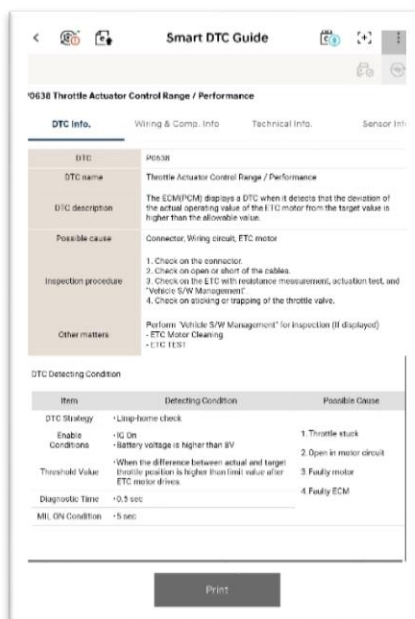 Smart DTC Guide
'0638 Throttle Actuator Control Range / Performance
DTC Info.
Wiring & Comp. Info
Technical Info.
Sensor Info
DTC
P0638
DTC name
Throttle Actuator Control Range / Performance
DTC description
The ECM(PCM) displays a DTC when it detects that the deviation of
the actual operating value of the ETC motor from the target value is
higher than the allowable value.
Possible cause
Connector, Wiring circuit, ETC motor
Inspection procedure
1. Check on the connector.
2. Check on open or short of the cables.
3. Check on the ETC with resistance measurement, actuation test, and
"Vehicle S/W Management".
4. Check on sticking or trapping of the throttle valve.
Other matters
Perform "Vehicle S/W Management" for inspection (If displayed)
- ETC Motor Cleaning
- ETC TEST
DTC Detecting Condition
Item
Detecting Condition
Possible Cause
DTC Strategy
•Limp-home check
Enable
Conditions
•IG On
•Battery voltage is higher than 8V
Threshold Value
•When the difference between actual and target
throttle position is higher than limit value after
ETC motor drives.
Diagnostic Time
•0.5 sec
MIL ON Condition
•5 sec
1. Throttle stuck
2. Open in motor circuit
3. Faulty motor
4. Faulty ECM
Print